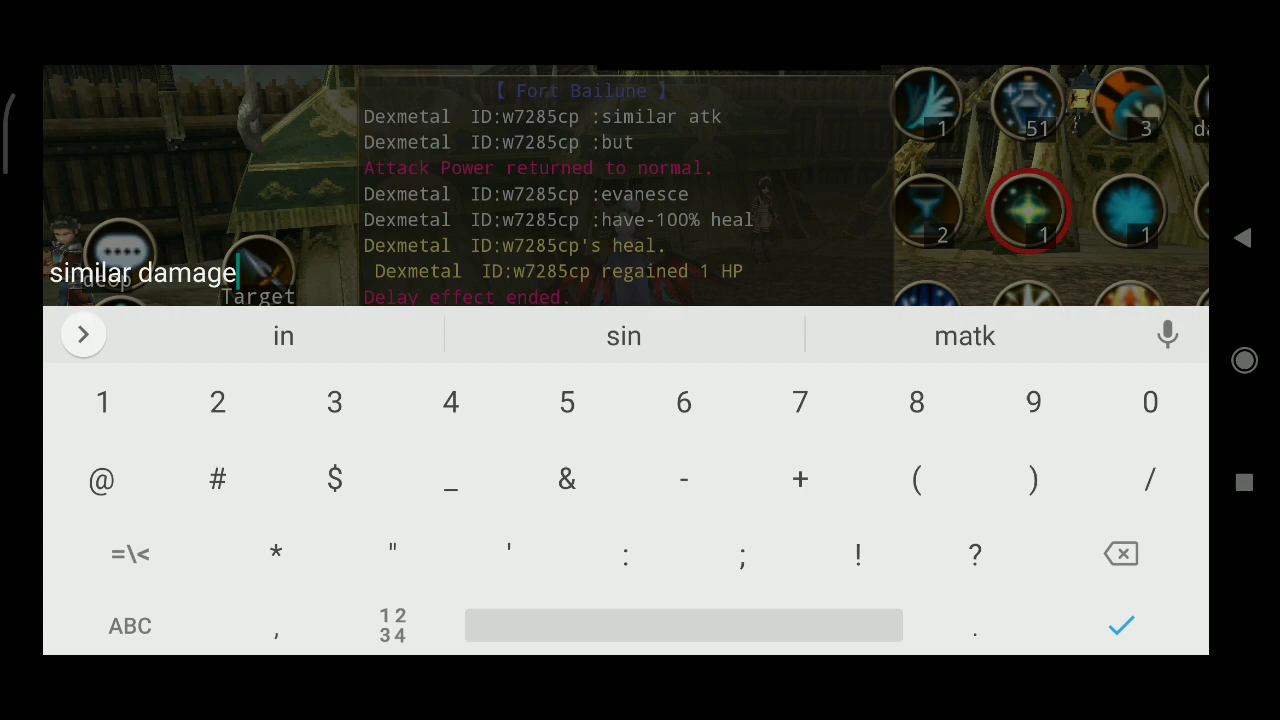 【 Fort Bailune 】
Dexmetal ID:w7285cp :similar atk
Dexmetal ID:w7285cp :but
Attack Power returned to normal.
Dexmetal ID:w7285cp :evanesce
Dexmetal ID:w7285cp :have-100% heal
Dexmetal ID:w7285cp's heal.
Dexmetal ID:w7285cp regained 1 HP
Delay effect ended.
1
51
3
2
1
1
similar damage
Target
in
sin
matk
1 2 3 4 5 6 7 8 9 0
@ # $ _ & - + ( ) /
=\< * " ' : ; ! ?
ABC , 12 34 .